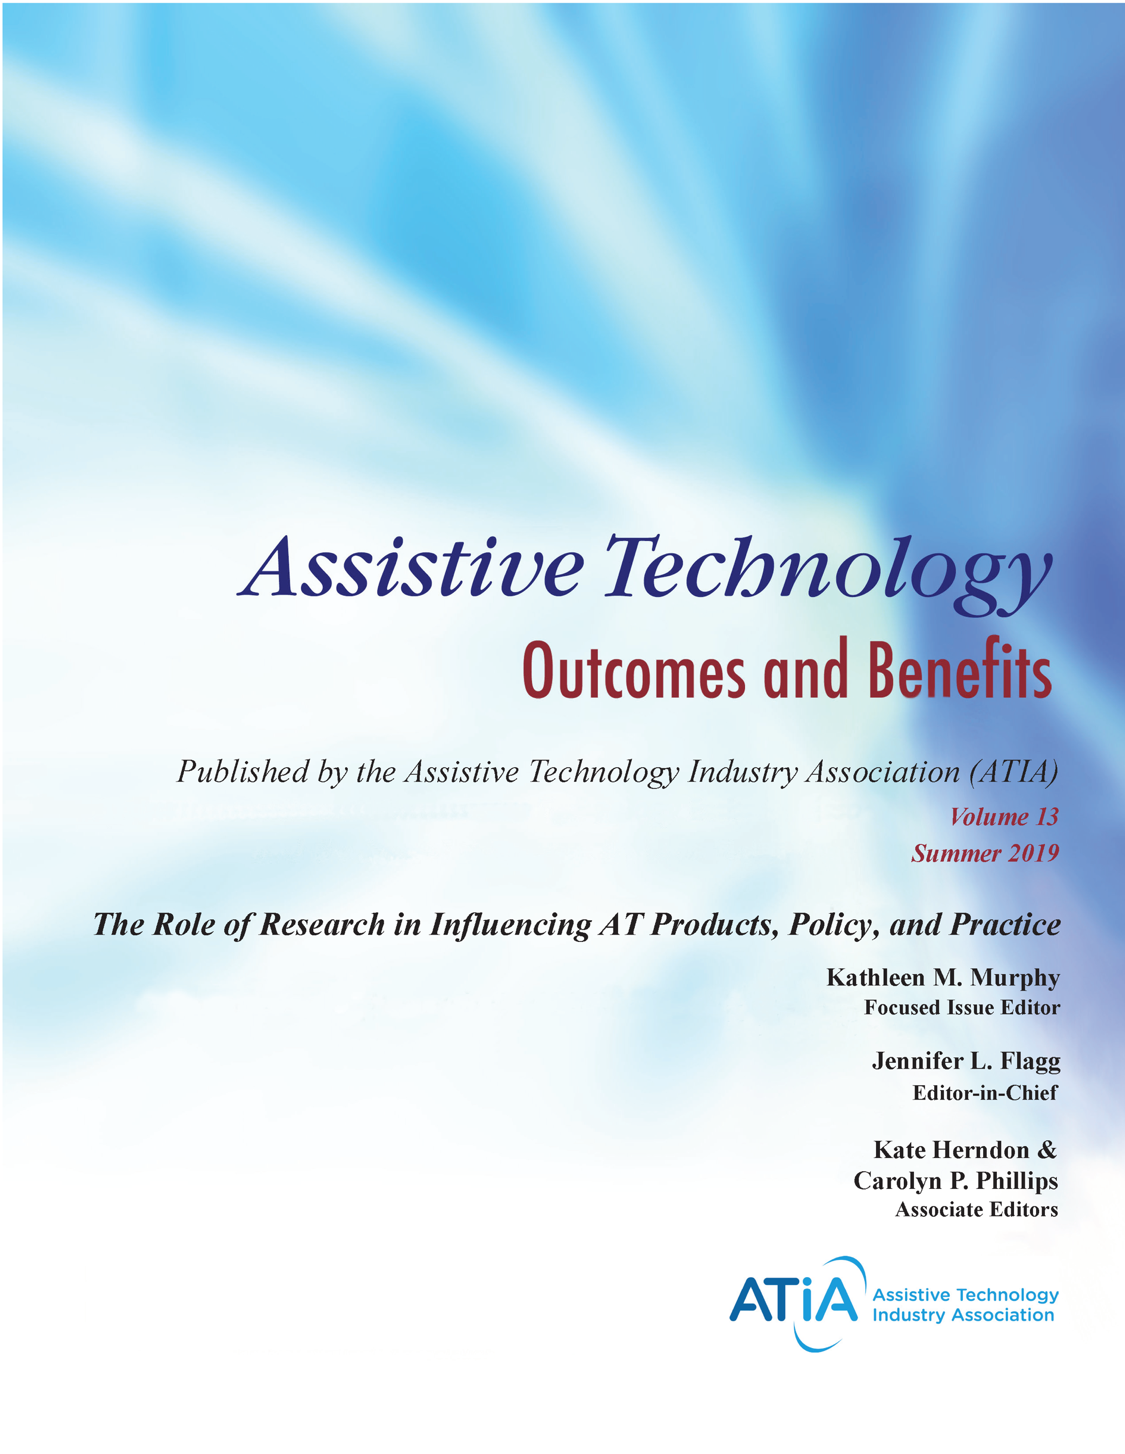 Assistive Technology
Outcomes and Benefits
Published by the Assistive Technology Industry Association (ATIA)
Volume 13
Summer 2019
The Role of Research in Influencing AT Products, Policy, and Practice
Kathleen M. Murphy
Focused Issue Editor
Jennifer L. Flagg
Editor-in-Chief
Kate Herndon &
Carolyn P. Phillips
Associate Editors
ATiA
Assistive Technology
Industry Association